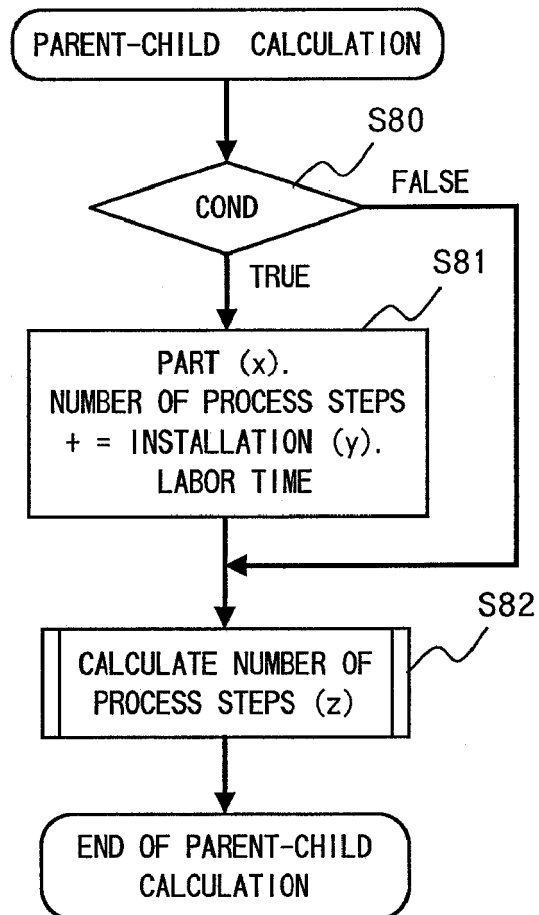 PARENT-CHILD CALCULATION
S80
COND
FALSE
TRUE
S81
PART (x).
NUMBER OF PROCESS STEPS
+ = INSTALLATION (y).
LABOR TIME
S82
CALCULATE NUMBER OF
PROCESS STEPS (z)
END OF PARENT-CHILD
CALCULATION